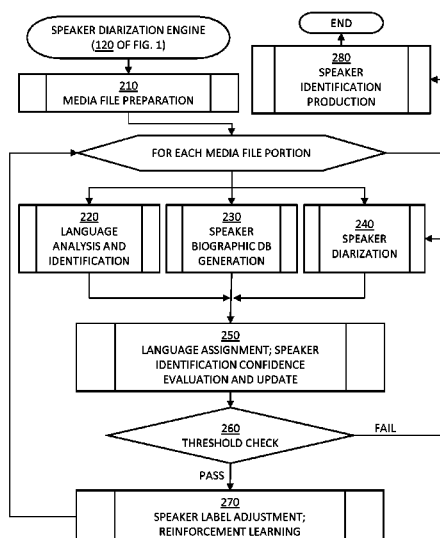 SPEAKER DIARIZATION ENGINE
(120 OF FIG. 1)
END
210
MEDIA FILE PREPARATION
280
SPEAKER
IDENTIFICATION
PRODUCTION
FOR EACH MEDIA FILE PORTION
220
LANGUAGE
ANALYSIS AND
IDENTIFICATION
230
SPEAKER
BIOGRAPHIC DB
GENERATION
240
SPEAKER
DIARIZATION
250
LANGUAGE ASSIGNMENT; SPEAKER
IDENTIFICATION CONFIDENCE
EVALUATION AND UPDATE
260
THRESHOLD CHECK
FAIL
PASS
270
SPEAKER LABEL ADJUSTMENT;
REINFORCEMENT LEARNING